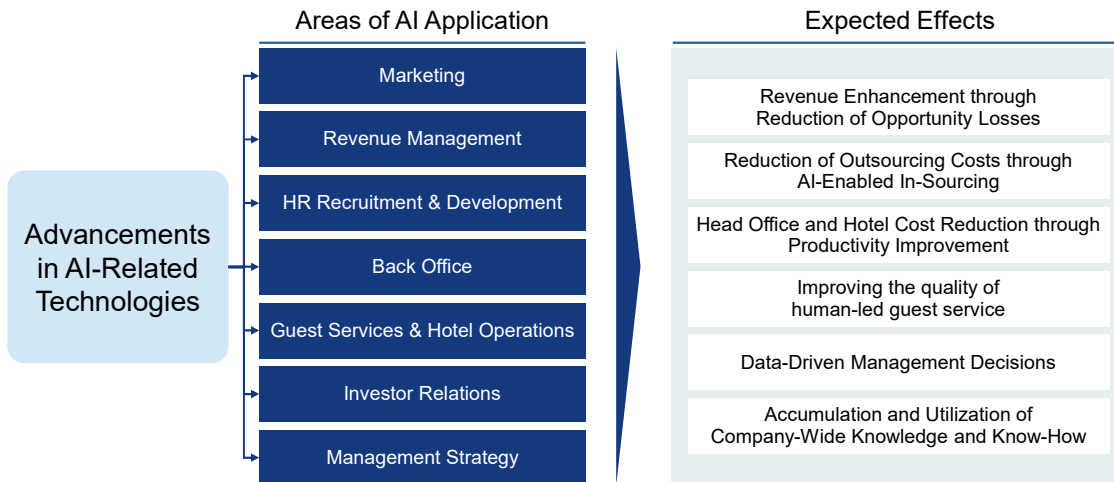 Areas of AI Application
Expected Effects
Advancements
in AI-Related
Technologies
Marketing
Revenue Management
HR Recruitment & Development
Back Office
Guest Services & Hotel Operations
Investor Relations
Management Strategy
Revenue Enhancement through
Reduction of Opportunity Losses
Reduction of Outsourcing Costs through
AI-Enabled In-Sourcing
Head Office and Hotel Cost Reduction through
Productivity Improvement
Improving the quality of
human-led guest service
Data-Driven Management Decisions
Accumulation and Utilization of
Company-Wide Knowledge and Know-How